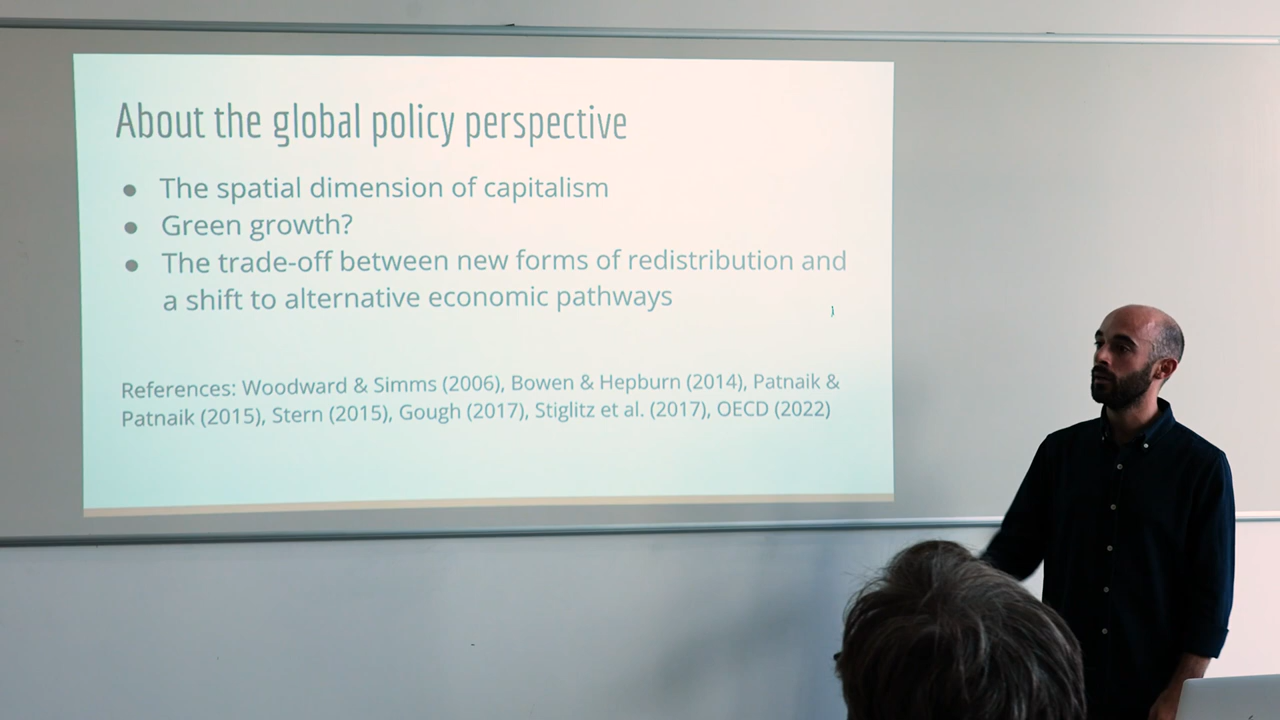 About the global policy perspective
● The spatial dimension of capitalism
● Green growth?
● The trade-off between new forms of redistribution and
a shift to alternative economic pathways
References: Woodward & Simms (2006), Bowen & Hepburn (2014), Patnaik &
Patnaik (2015), Stern (2015), Gough (2017), Stiglitz et al. (2017), OECD (2022)